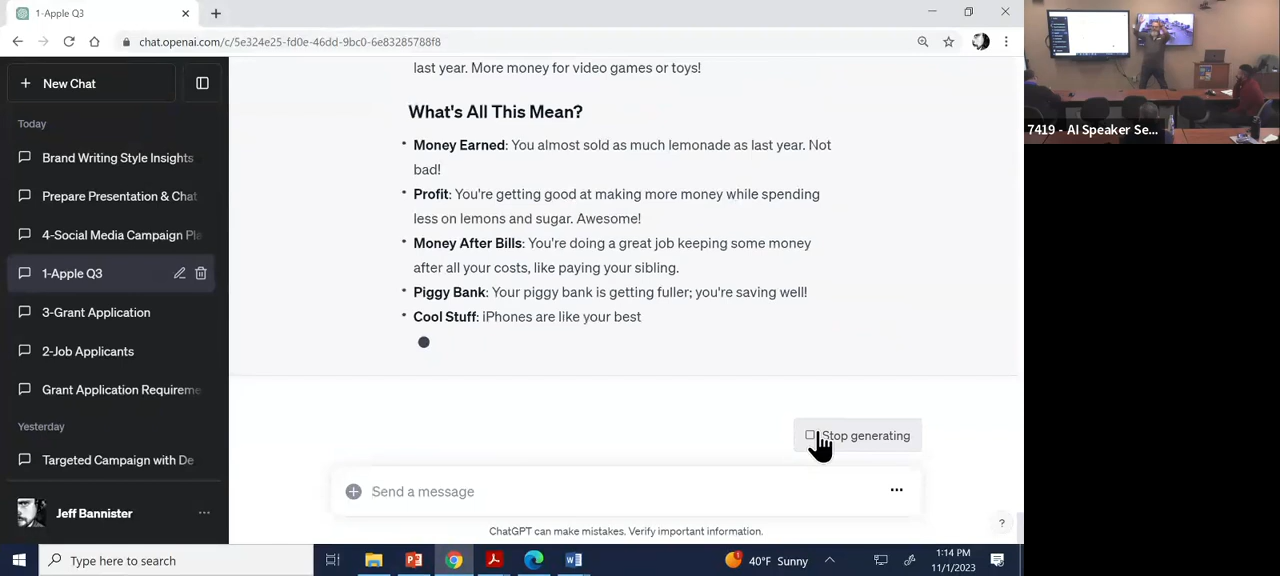 1-Apple Q3
chat.openai.com/c/5e324e25-fd0e-46dd-9bf0-6e83285788f8
New Chat
Today
Brand Writing Style Insights
Prepare Presentation & Chat
4-Social Media Campaign Pla
1-Apple Q3
3-Grant Application
2-Job Applicants
Grant Application Requireme
Yesterday
Targeted Campaign with De
Jeff Bannister
last year. More money for video games or toys!
What's All This Mean?
• Money Earned: You almost sold as much lemonade as last year. Not
bad!
• Profit: You're getting good at making more money while spending
less on lemons and sugar. Awesome!
• Money After Bills: You're doing a great job keeping some money
after all your costs, like paying your sibling.
• Piggy Bank: Your piggy bank is getting fuller; you're saving well!
• Cool Stuff: iPhones are like your best
Stop generating
Send a message
ChatGPT can make mistakes. Verify important information.
?
Type here to search
40°F Sunny
1:14 PM
11/1/2023
7419 - AI Speaker Se...